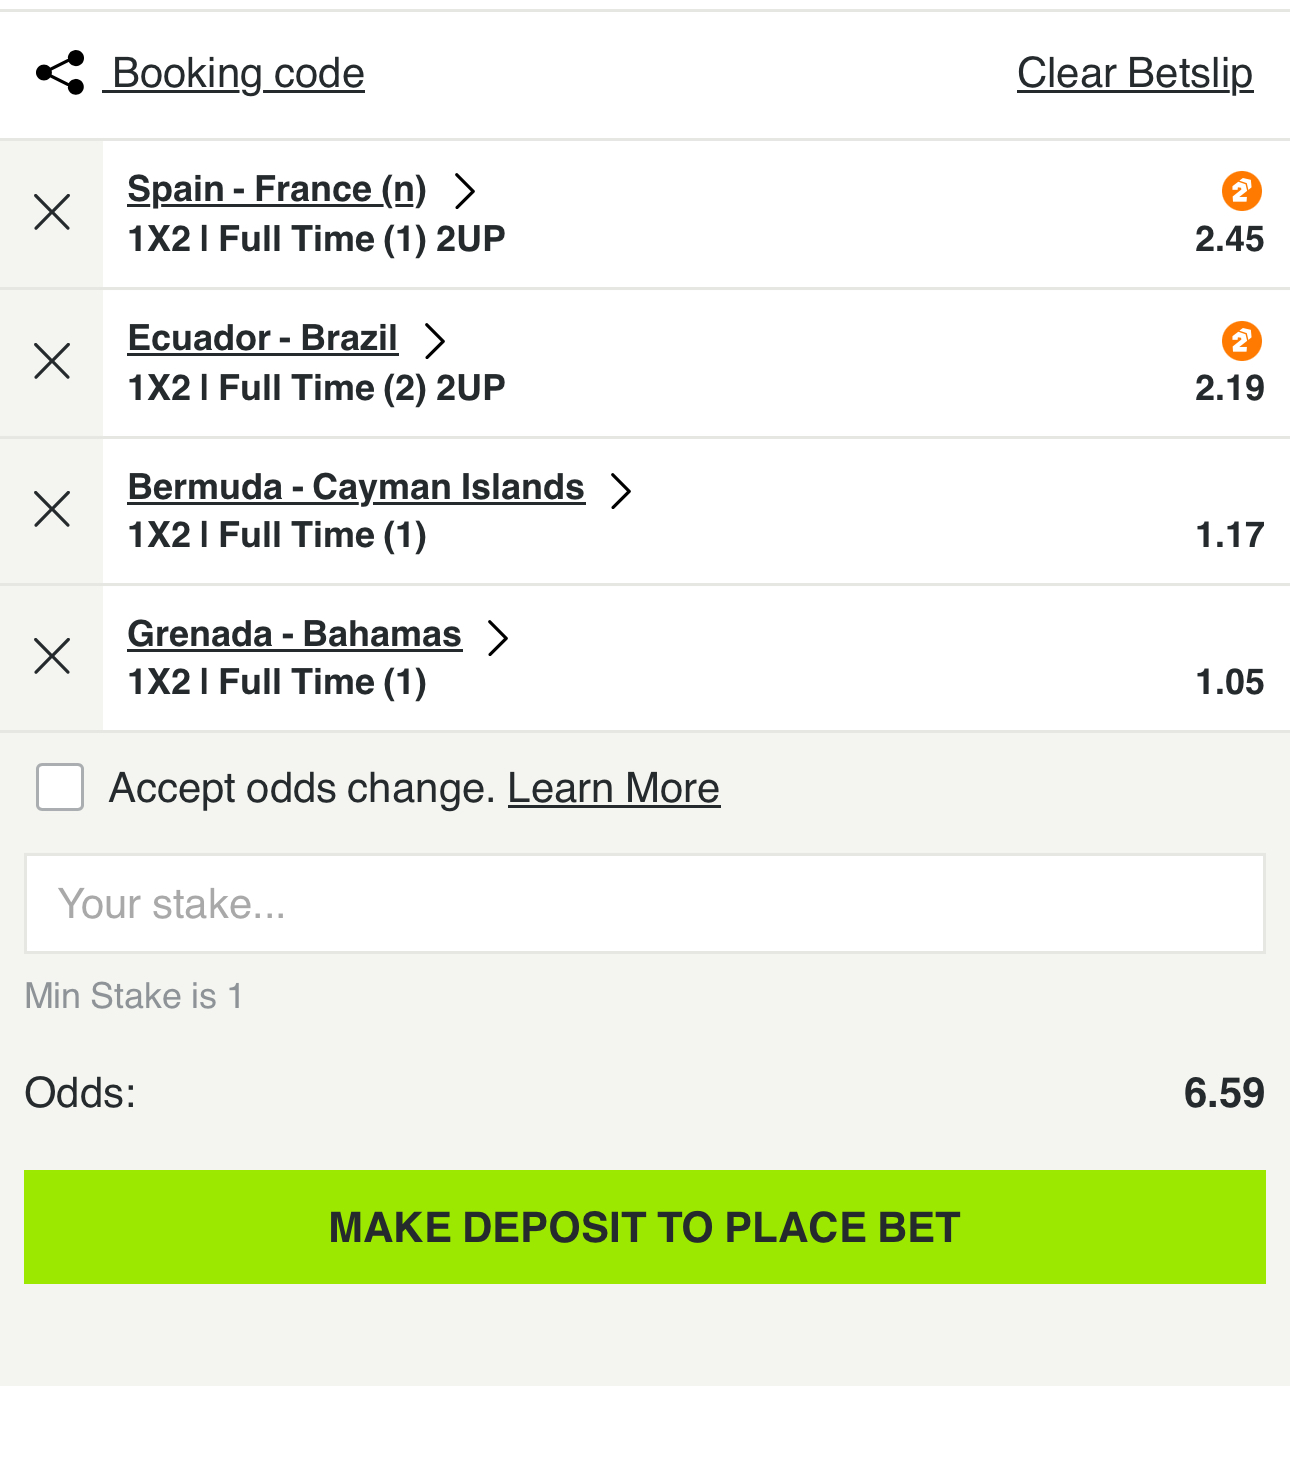 Booking code
Clear Betslip
Spain - France (n)
2
1X2 | Full Time (1) 2UP
2.45
Ecuador - Brazil
2
1X2 | Full Time (2) 2UP
2.19
Bermuda - Cayman Islands
1X2 | Full Time (1)
1.17
Grenada - Bahamas
1X2 | Full Time (1)
1.05
Accept odds change. Learn More
Your stake...
Min Stake is 1
Odds:
6.59
MAKE DEPOSIT TO PLACE BET